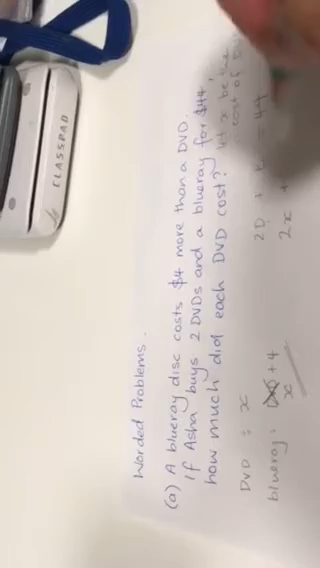 CLASSPAD
Worded Problems.
(a) A blueray disc costs $4 more than a DVD.
If Asha buys 2 DVDs and a blueray for $44,
how much did each DVD cost?
let x be the
cost of
DVD : x
2D +
= 44
blueray: + 4
x
2x +